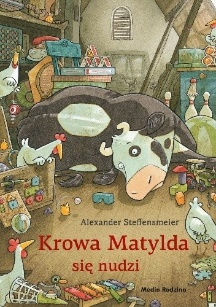 Alexander Steffensmeier
Krowa Matylda
się nudzi
Media Rodzina